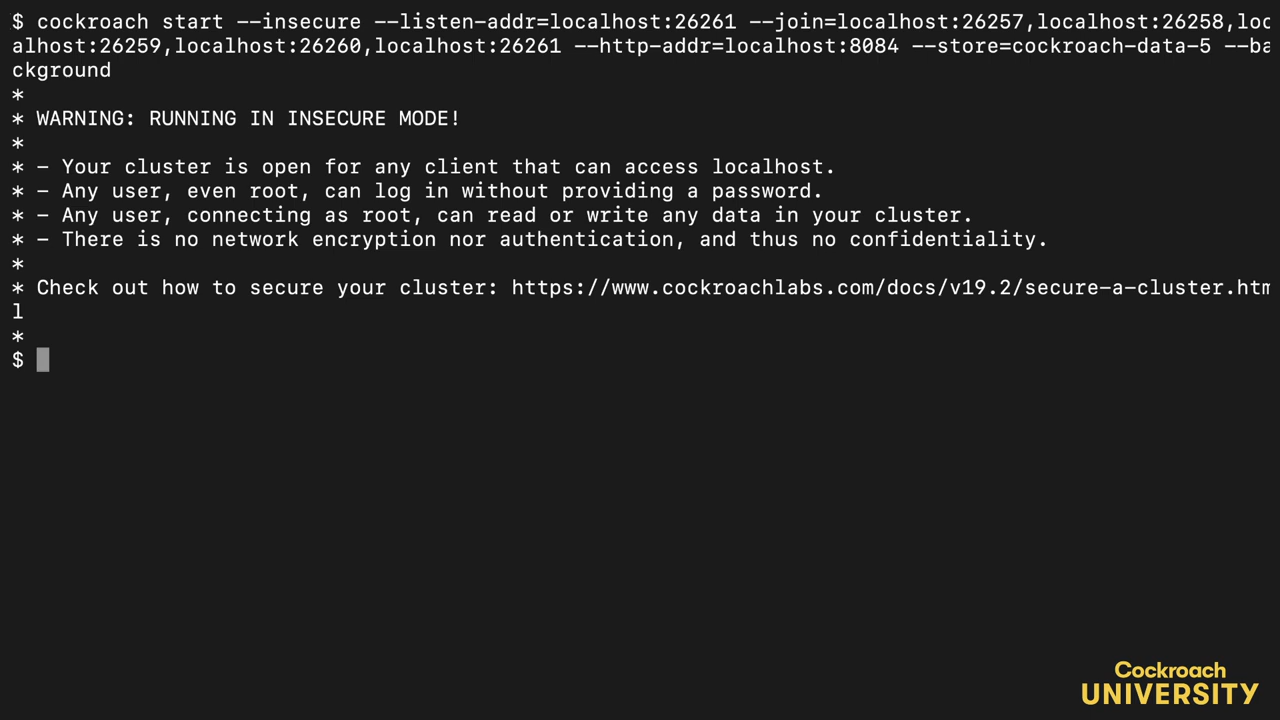 $ cockroach start --insecure --listen-addr=localhost:26261 --join=localhost:26257,localhost:26258,loc
alhost:26259,localhost:26260,localhost:26261 --http-addr=localhost:8084 --store=cockroach-data-5 --ba
ckground
*
* WARNING: RUNNING IN INSECURE MODE!
*
* - Your cluster is open for any client that can access localhost.
* - Any user, even root, can log in without providing a password.
* - Any user, connecting as root, can read or write any data in your cluster.
* - There is no network encryption nor authentication, and thus no confidentiality.
*
* Check out how to secure your cluster: https://www.cockroachlabs.com/docs/v19.2/secure-a-cluster.htm
l
*
$
Cockroach
UNIVERSITY